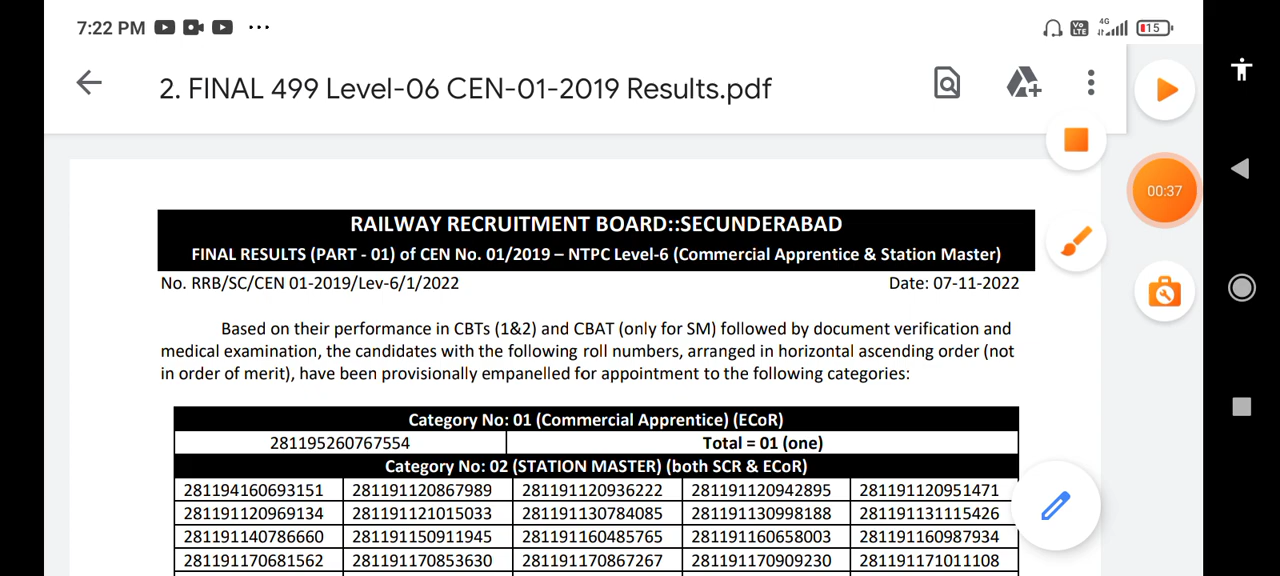 7:22 PM ...
Vo LTE 4G 15
2. FINAL 499 Level-06 CEN-01-2019 Results.pdf
00:37
RAILWAY RECRUITMENT BOARD::SECUNDERABAD
FINAL RESULTS (PART - 01) of CEN No. 01/2019 – NTPC Level-6 (Commercial Apprentice & Station Master)
No. RRB/SC/CEN 01-2019/Lev-6/1/2022 Date: 07-11-2022
Based on their performance in CBTs (1&2) and CBAT (only for SM) followed by document verification and
medical examination, the candidates with the following roll numbers, arranged in horizontal ascending order (not
in order of merit), have been provisionally empanelled for appointment to the following categories:
Category No: 01 (Commercial Apprentice) (ECoR)
281195260767554 Total = 01 (one)
Category No: 02 (STATION MASTER) (both SCR & ECoR)
281194160693151 281191120867989 281191120936222 281191120942895 281191120951471
281191120969134 281191121015033 281191130784085 281191130998188 281191131115426
281191140786660 281191150911945 281191160485765 281191160658003 281191160987934
281191170681562 281191170853630 281191170867267 281191170909230 281191171011108